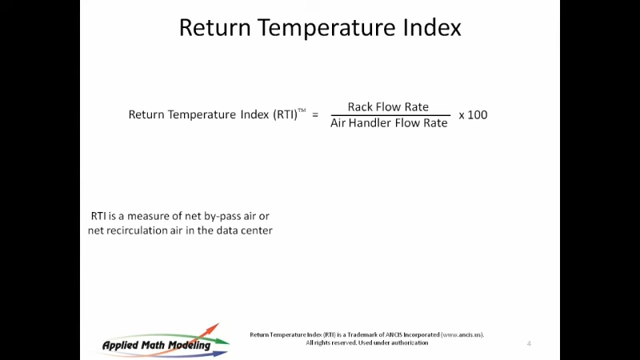 Return Temperature Index
Return Temperature Index (RTI)™ = Rack Flow Rate
Air Handler Flow Rate x 100
RTI is a measure of net by-pass air or
net recirculation air in the data center
Applied Math Modeling
Return Temperature Index (RTI) is a Trademark of ANCIS Incorporated (www.ancis.us).
All rights reserved. Used under authorization
4